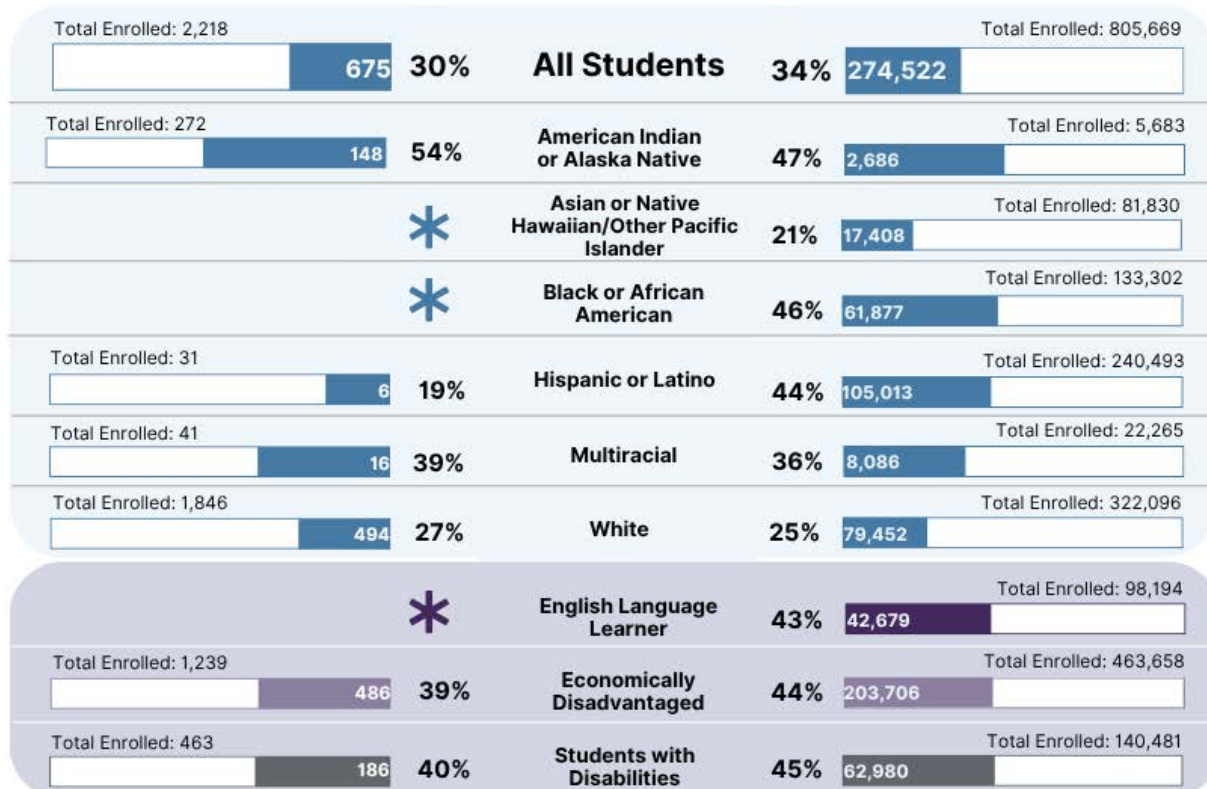 Total Enrolled: 2,218
Total Enrolled: 805,669
675 30% All Students 34% 274,522
Total Enrolled: 272
Total Enrolled: 5,683
American Indian
or Alaska Native
148 54% 47% 2,686
Asian or Native
Hawaiian/Other Pacific
Islander
Total Enrolled: 81,830
* 21% 17,408
Total Enrolled: 133,302
Black or African
American
* 46% 61,877
Total Enrolled: 31
Total Enrolled: 240,493
6 19% Hispanic or Latino 44% 105,013
Total Enrolled: 41
Total Enrolled: 22,265
16 39% Multiracial 36% 8,086
Total Enrolled: 1,846
Total Enrolled: 322,096
494 27% White 25% 79,452
Total Enrolled: 98,194
English Language
Learner
* 43% 42,679
Total Enrolled: 1,239
Total Enrolled: 463,658
Economically
Disadvantaged
486 39% 44% 203,706
Total Enrolled: 463
Total Enrolled: 140,481
Students with
Disabilities
186 40% 45% 62,980